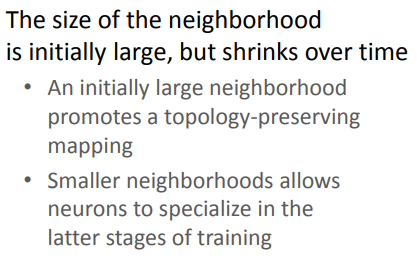 The size of the neighborhood
is initially large, but shrinks over time
• An initially large neighborhood
promotes a topology-preserving
mapping
• Smaller neighborhoods allows
neurons to specialize in the
latter stages of training